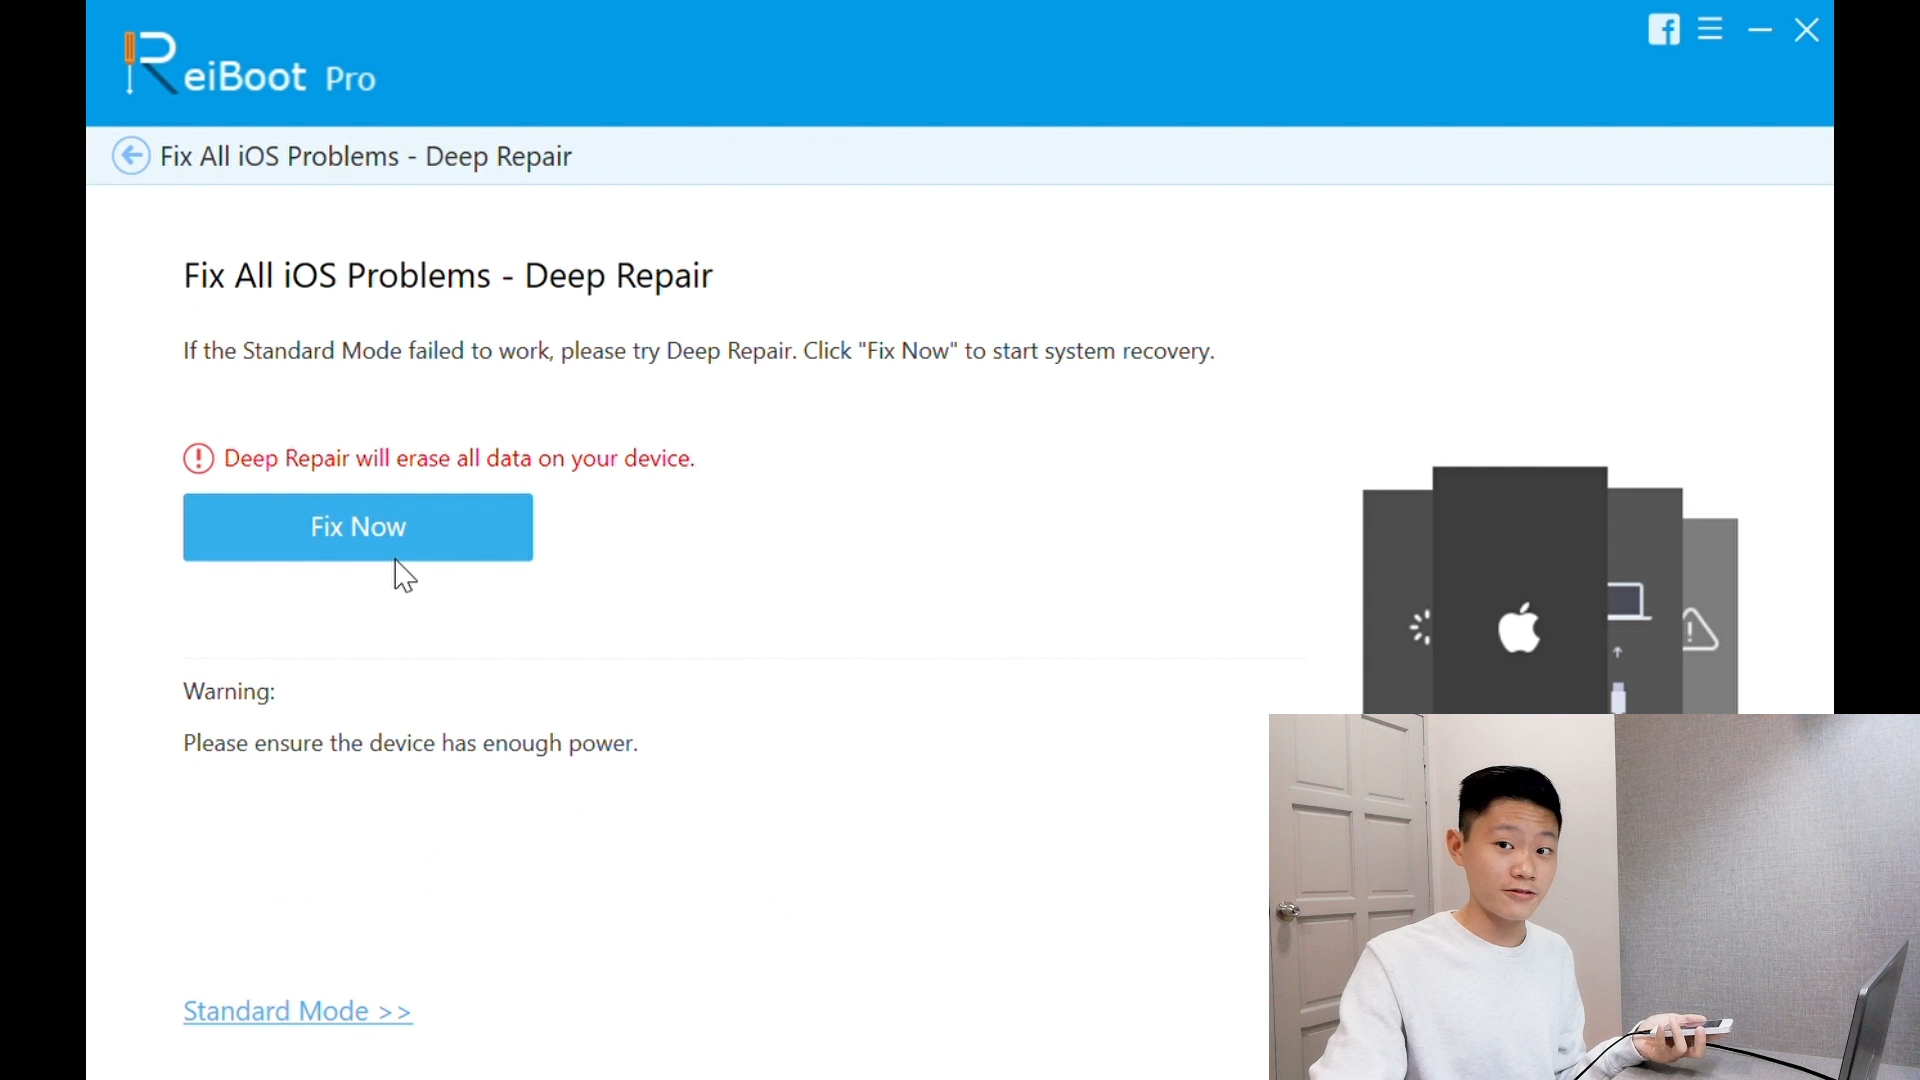 ReiBoot Pro
Fix All iOS Problems - Deep Repair
Fix All iOS Problems - Deep Repair
If the Standard Mode failed to work, please try Deep Repair. Click "Fix Now" to start system recovery.
Deep Repair will erase all data on your device.
Fix Now
Warning:
Please ensure the device has enough power.
Standard Mode >>